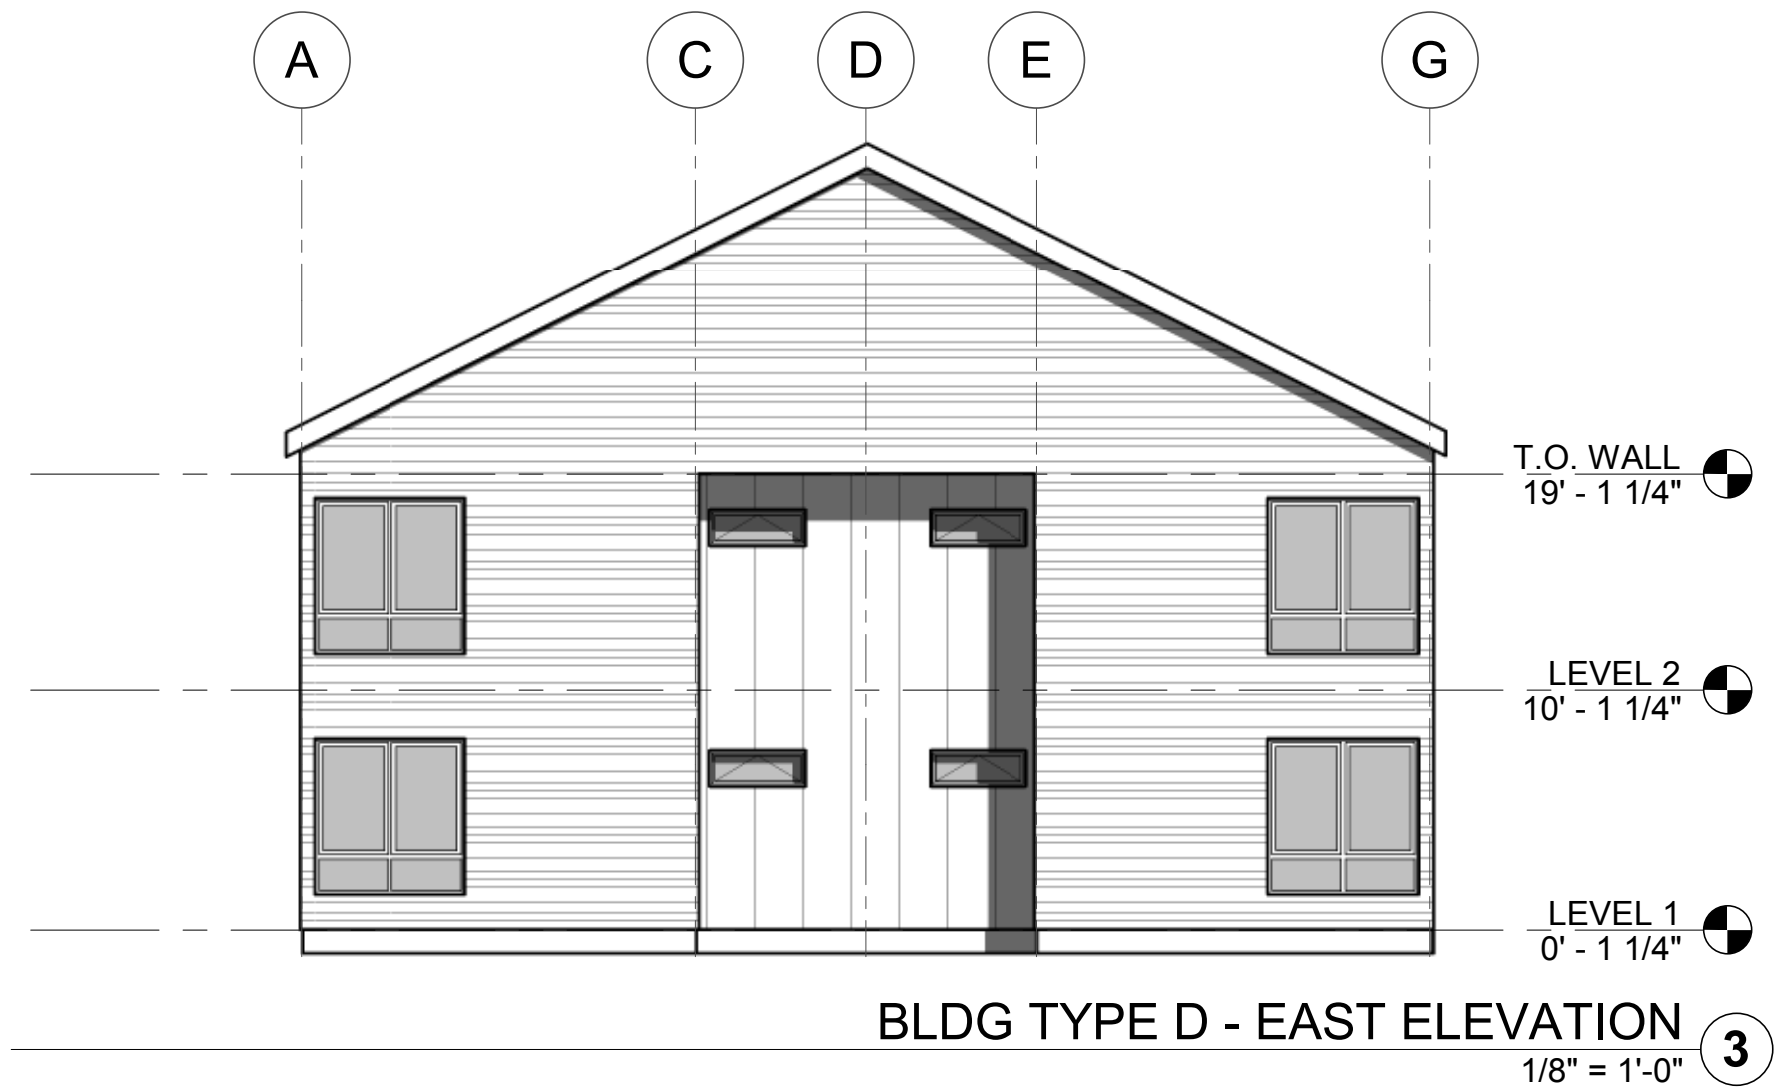 A C D E G
T.O. WALL
19' - 1 1/4"
LEVEL 2
10' - 1 1/4"
LEVEL 1
0' - 1 1/4"
BLDG TYPE D - EAST ELEVATION
3
1/8" = 1'-0"